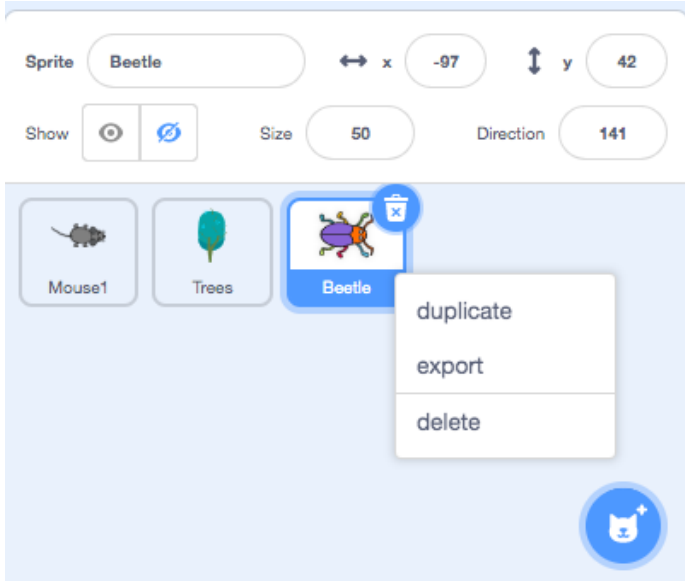 Sprite Beetle x -97 y 42
Show Size 50 Direction 141
Mouse1 Trees Beetle
duplicate
export
delete